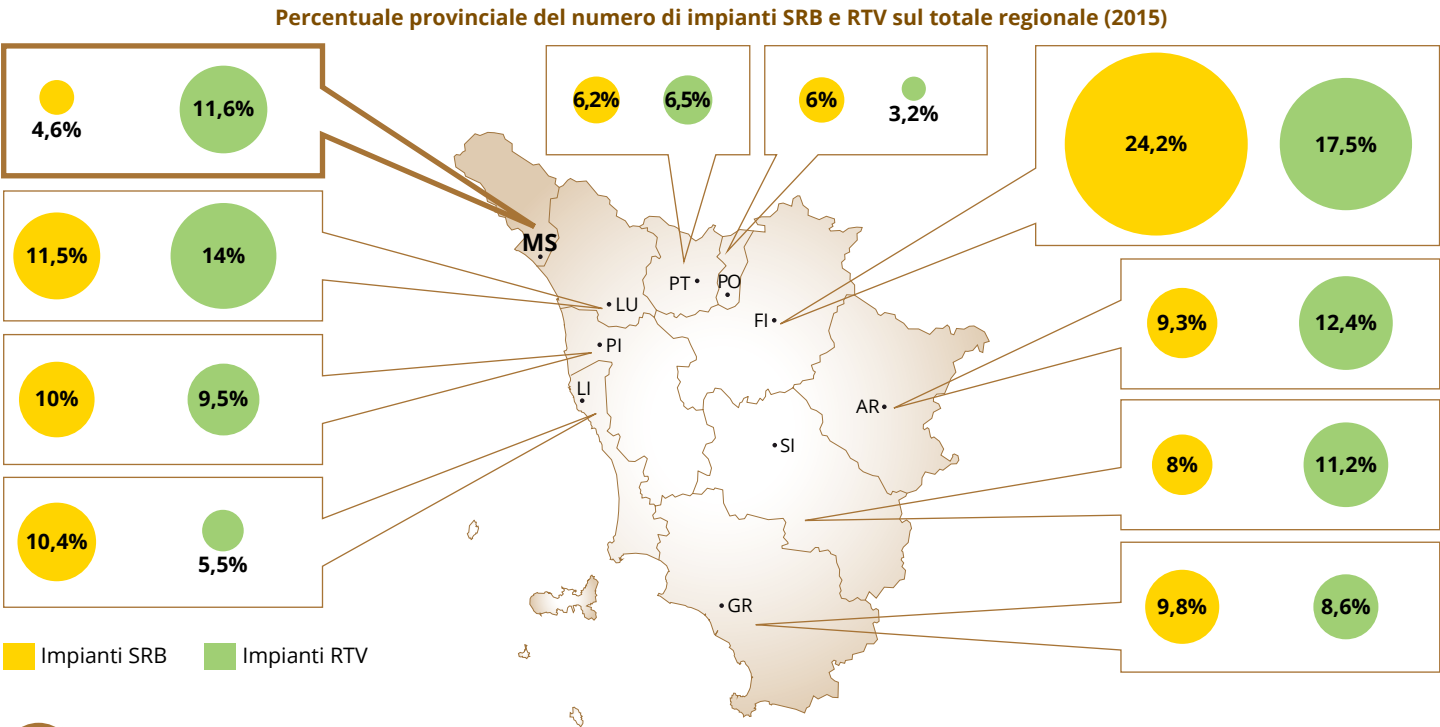 Percentuale provinciale del numero di impianti SRB e RTV sul totale regionale (2015)
4,6%
11,6%
6,2%
6,5%
6%
3,2%
24,2%
17,5%
11,5%
14%
10%
9,5%
10,4%
5,5%
9,3%
12,4%
8%
11,2%
9,8%
8,6%
MS
LU
PT
PO
FI
PI
LI
AR
SI
GR
Impianti SRB
Impianti RTV